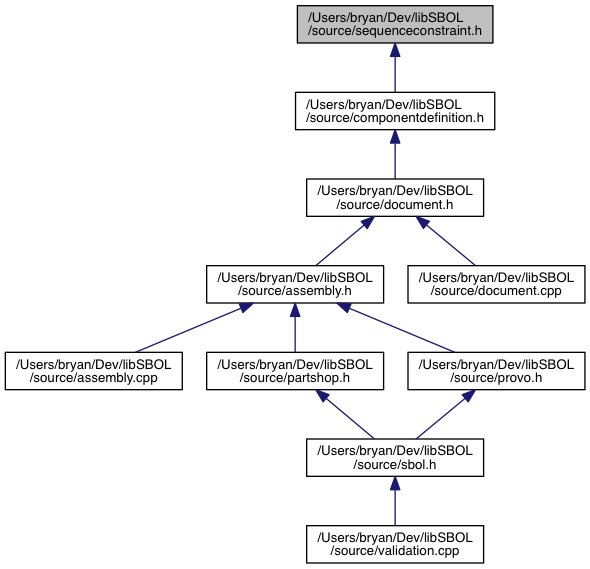 /Users/bryan/Dev/libSBOL
/source/sequenceconstraint.h
/Users/bryan/Dev/libSBOL
/source/componentdefinition.h
/Users/bryan/Dev/libSBOL
/source/document.h
/Users/bryan/Dev/libSBOL
/source/assembly.h
/Users/bryan/Dev/libSBOL
/source/document.cpp
/Users/bryan/Dev/libSBOL
/source/assembly.cpp
/Users/bryan/Dev/libSBOL
/source/partshop.h
/Users/bryan/Dev/libSBOL
/source/provo.h
/Users/bryan/Dev/libSBOL
/source/sbol.h
/Users/bryan/Dev/libSBOL
/source/validation.cpp